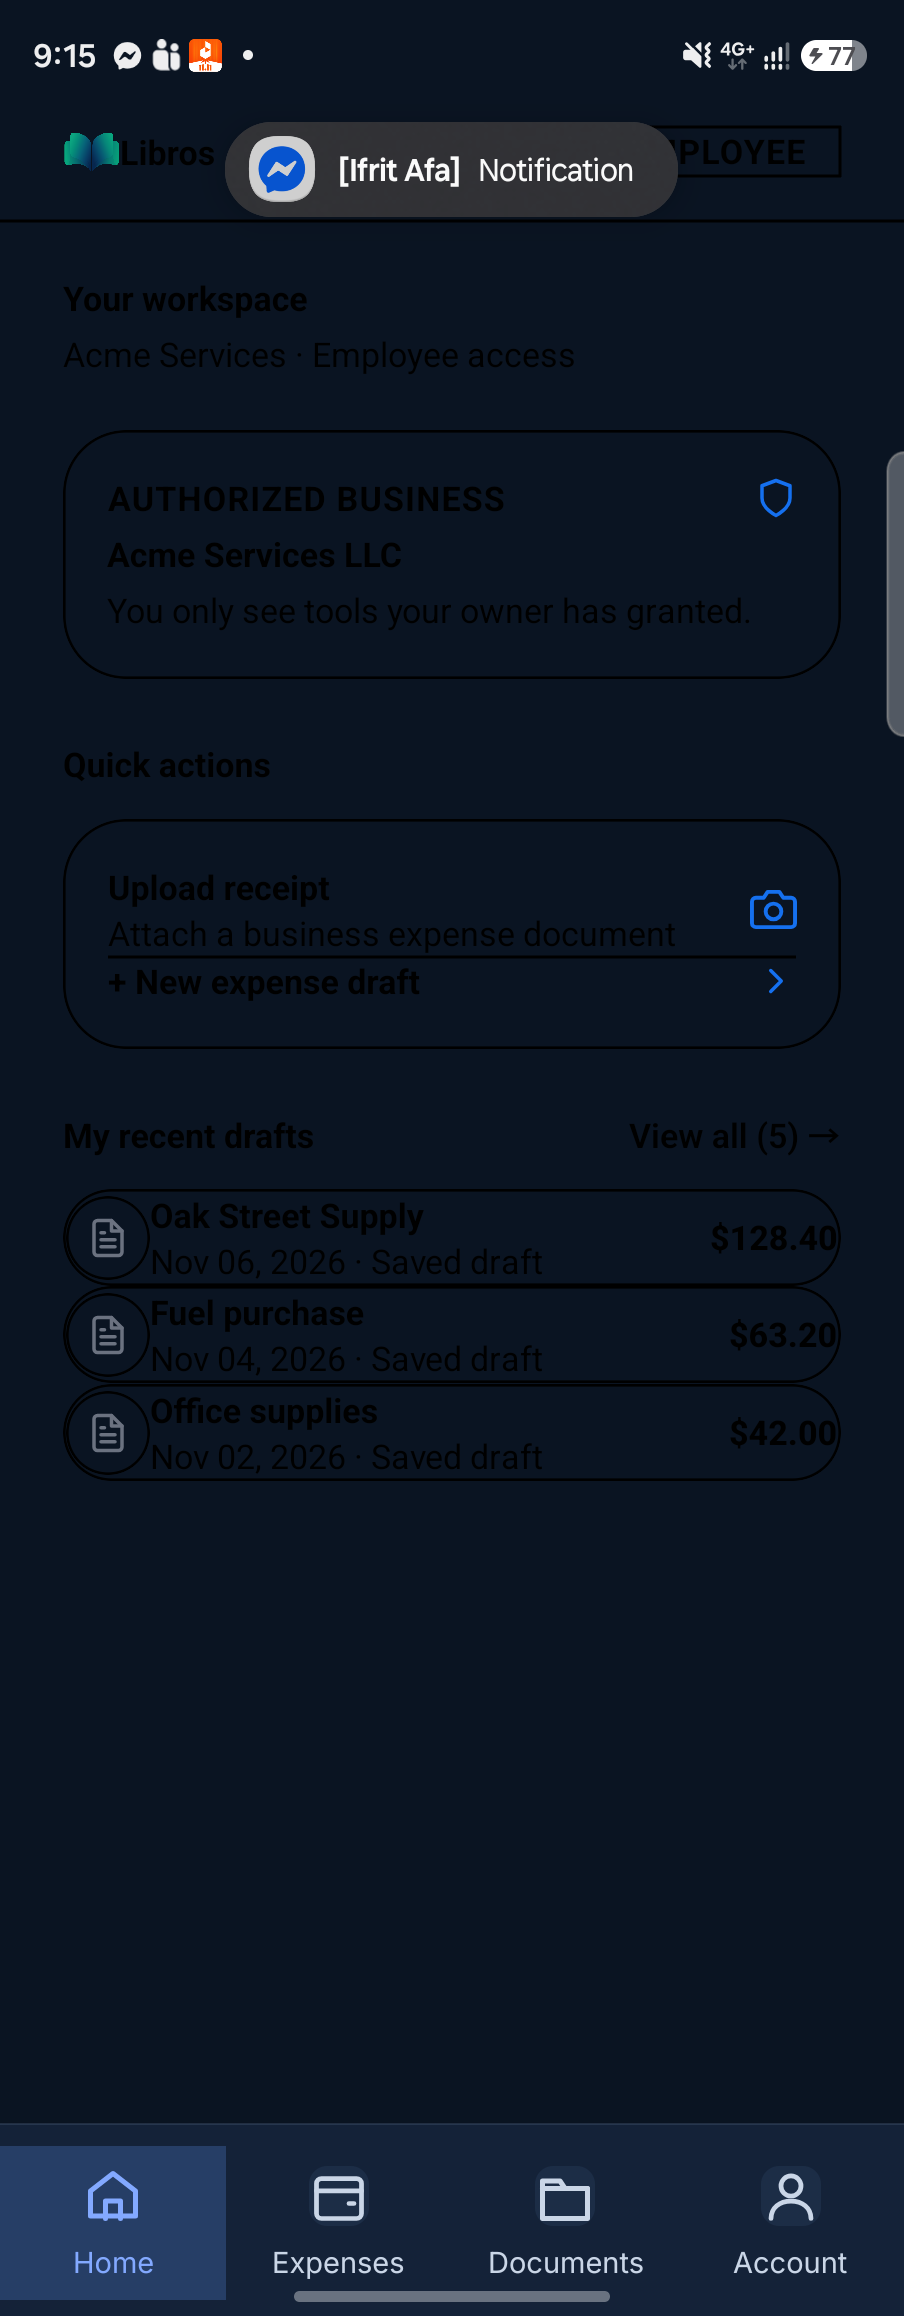 9:15
4G+
77
Libros
PLOYEE
[Ifrit Afa] Notification
Your workspace
Acme Services · Employee access
AUTHORIZED BUSINESS
Acme Services LLC
You only see tools your owner has granted.
Quick actions
Upload receipt
Attach a business expense document
+ New expense draft
My recent drafts
View all (5) →
Oak Street Supply
Nov 06, 2026 · Saved draft
$128.40
Fuel purchase
Nov 04, 2026 · Saved draft
$63.20
Office supplies
Nov 02, 2026 · Saved draft
$42.00
Home
Expenses
Documents
Account